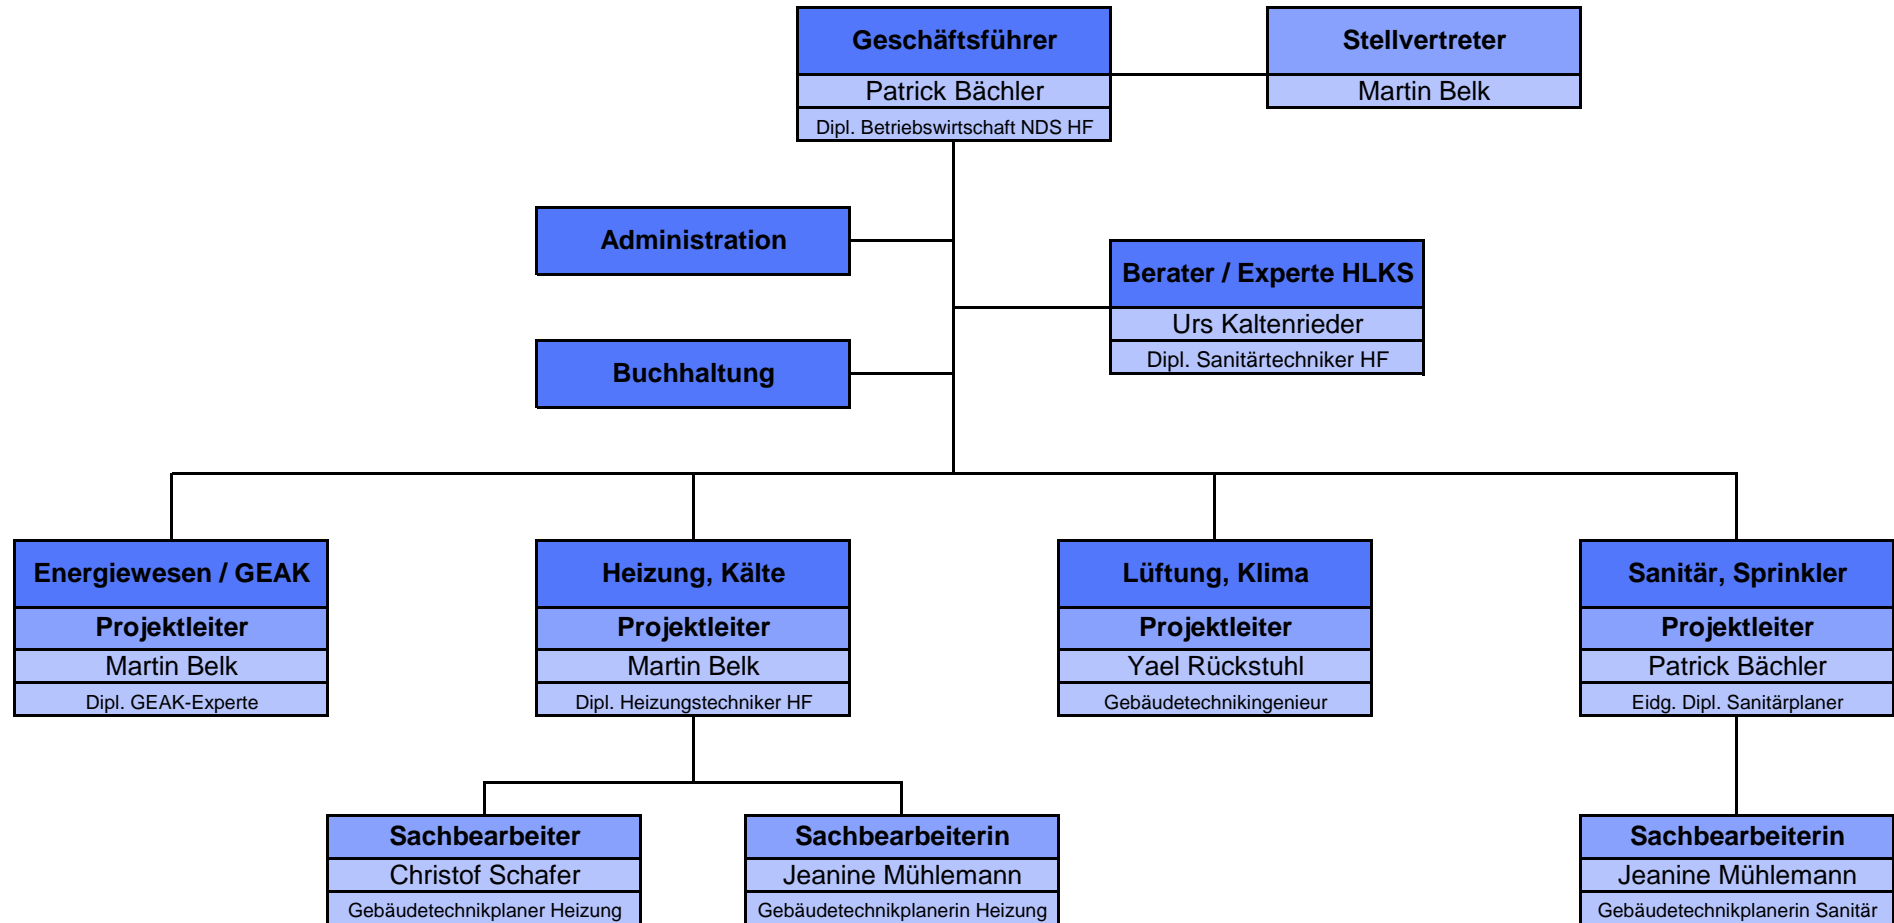 Geschäftsführer
Patrick Bächler
Dipl. Betriebswirtschaft NDS HF
Stellvertreter
Martin Belk
Administration
Berater / Experte HLKS
Urs Kaltenrieder
Dipl. Sanitärtechniker HF
Buchhaltung
Energiewesen / GEAK
Projektleiter
Martin Belk
Dipl. GEAK-Experte
Heizung, Kälte
Projektleiter
Martin Belk
Dipl. Heizungstechniker HF
Lüftung, Klima
Projektleiter
Yael Rückstuhl
Gebäudetechnikingenieur
Sanitär, Sprinkler
Projektleiter
Patrick Bächler
Eidg. Dipl. Sanitärplaner
Sachbearbeiter
Christof Schafer
Gebäudetechnikplaner Heizung
Sachbearbeiterin
Jeanine Mühlemann
Gebäudetechnikplanerin Heizung
Sachbearbeiterin
Jeanine Mühlemann
Gebäudetechnikplanerin Sanitär